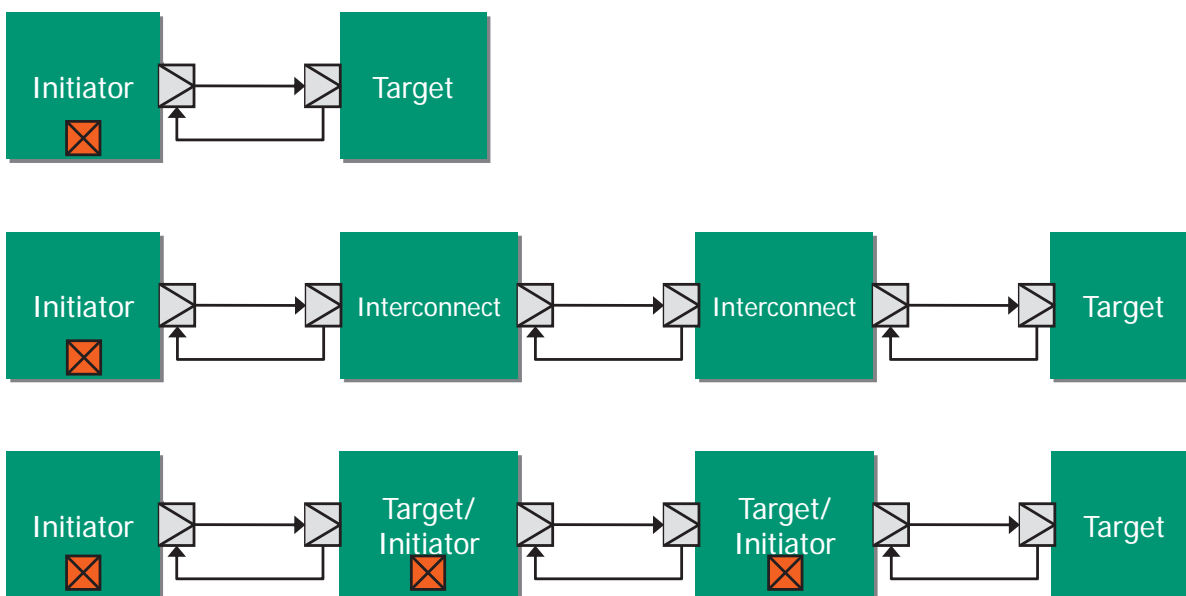 Initiator
Target
Initiator
Interconnect
Interconnect
Target
Initiator
Target/
Initiator
Target/
Initiator
Target